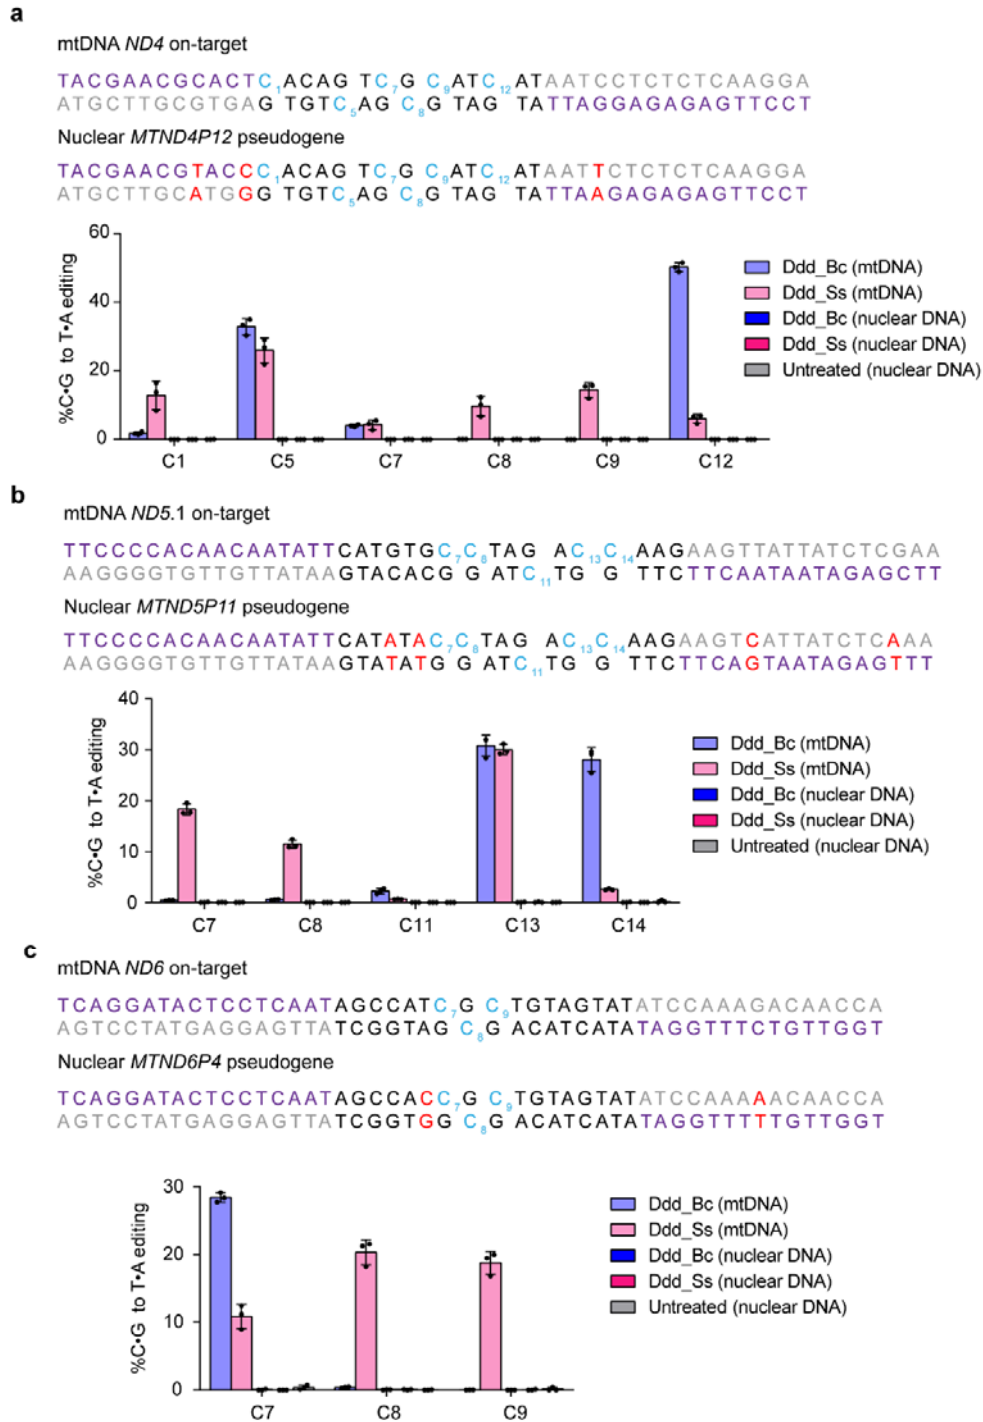 a
mtDNA ND4 on-target
TACGAACGCACTC1ACAG TC7G C9ATC12ATAATCCTCTCTCAAGGA
ATGCTTGCGTGAG TGTC5AG C8G TAG TATTAGGAGAGAGTTCCT
Nuclear MTND4P12 pseudogene
TACGAACGTACCC1ACAG TC7G C9ATC12ATAATTCTCTCTCAAGGA
ATGCTTGCATGGG TGTC5AG C8G TAG TATTAAGAGAGAGTTCCT
%C•G to T•A editing
60
40
20
0
C1 C5 C7 C8 C9 C12
Ddd_Bc (mtDNA)
Ddd_Ss (mtDNA)
Ddd_Bc (nuclear DNA)
Ddd_Ss (nuclear DNA)
Untreated (nuclear DNA)
b
mtDNA ND5.1 on-target
TTCCCCACAACAATATTCATGTGC7C8TAG AC13C14AAGAAGTTATTATCTCGAA
AAGGGGTGTTGTTATAAGTACACGG ATC11TG G TTCTTCAATAATAGAGCTT
Nuclear MTND5P11 pseudogene
TTCCCCACAACAATATTCATATAC7C8TAG AC13C14AAGAAGTCATTATCTCAAA
AAGGGGTGTTGTTATAAGTATATGG ATC11TG G TTCTTCAGTAATAGAGTTT
%C•G to T•A editing
40
30
20
10
0
C7 C8 C11 C13 C14
Ddd_Bc (mtDNA)
Ddd_Ss (mtDNA)
Ddd_Bc (nuclear DNA)
Ddd_Ss (nuclear DNA)
Untreated (nuclear DNA)
c
mtDNA ND6 on-target
TCAGGATACTCCTCAATAGCCATC7G C9TGTAGTATATCCAAAGACAACCA
AGTCCTATGAGGAGTTATCGGTAG C8G ACATCATATAGGTTTCTGTTGGT
Nuclear MTND6P4 pseudogene
TCAGGATACTCCTCAATAGCCACC7G C9TGTAGTATATCCAAAAACAACCA
AGTCCTATGAGGAGTTATCGGTGG C8G ACATCATATAGGTTTTTGTTGGT
%C•G to T•A editing
30
20
10
0
C7 C8 C9
Ddd_Bc (mtDNA)
Ddd_Ss (mtDNA)
Ddd_Bc (nuclear DNA)
Ddd_Ss (nuclear DNA)
Untreated (nuclear DNA)